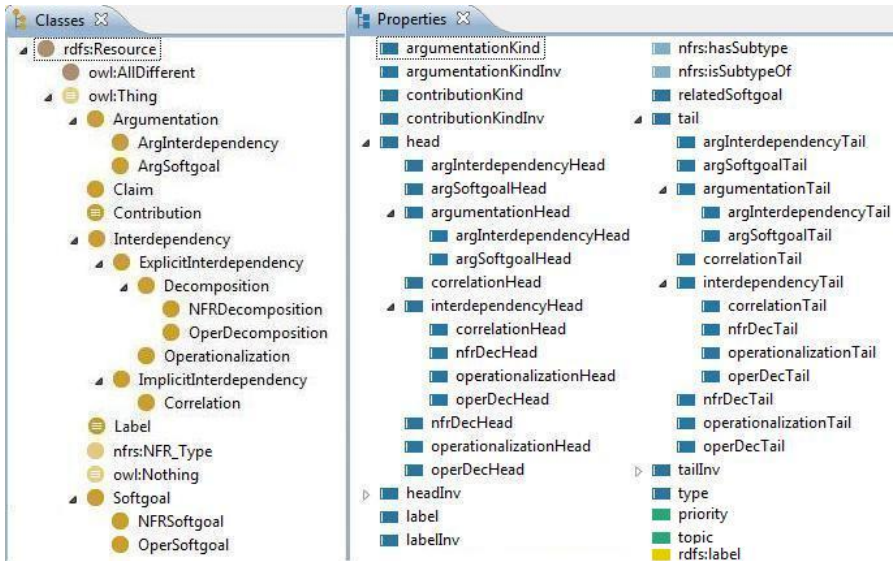 Classes
rdfs:Resource
owl:AllDifferent
owl:Thing
Argumentation
ArgInterdependency
ArgSoftgoal
Claim
Contribution
Interdependency
ExplicitInterdependency
Decomposition
NFRDecomposition
OperDecomposition
Operationalization
ImplicitInterdependency
Correlation
Label
nfrs:NFR_Type
owl:Nothing
Softgoal
NFRSoftgoal
OperSoftgoal
Properties
argumentationKind
argumentationKindInv
contributionKind
contributionKindInv
head
argInterdependencyHead
argSoftgoalHead
argumentationHead
argInterdependencyHead
argSoftgoalHead
correlationHead
interdependencyHead
correlationHead
nfrDecHead
operationalizationHead
operDecHead
nfrDecHead
operationalizationHead
operDecHead
headInv
label
labelInv
nfrs:hasSubtype
nfrs:isSubtypeOf
relatedSoftgoal
tail
argInterdependencyTail
argSoftgoalTail
argumentationTail
argInterdependencyTail
argSoftgoalTail
correlationTail
interdependencyTail
correlationTail
nfrDecTail
operationalizationTail
operDecTail
nfrDecTail
operationalizationTail
operDecTail
tailInv
type
priority
topic
rdfs:label